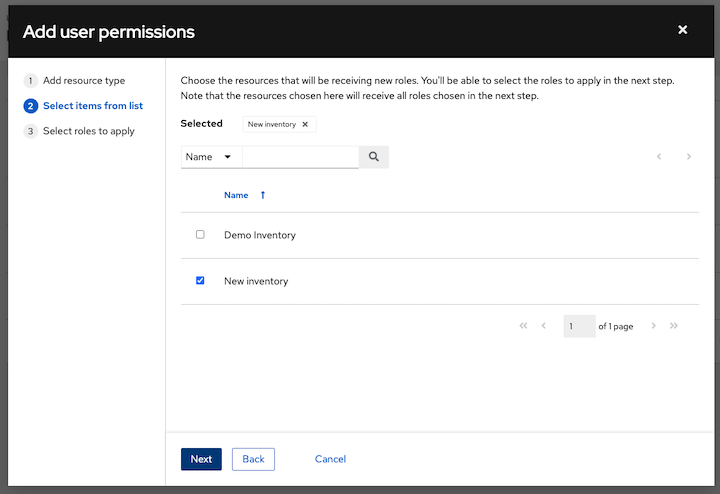 Add user permissions
1 Add resource type
2 Select items from list
3 Select roles to apply
Choose the resources that will be receiving new roles. You'll be able to select the roles to apply in the next step.
Note that the resources chosen here will receive all roles chosen in the next step.
Selected New inventory
Name
Name
Demo Inventory
New inventory
1 of 1 page
Next Back Cancel